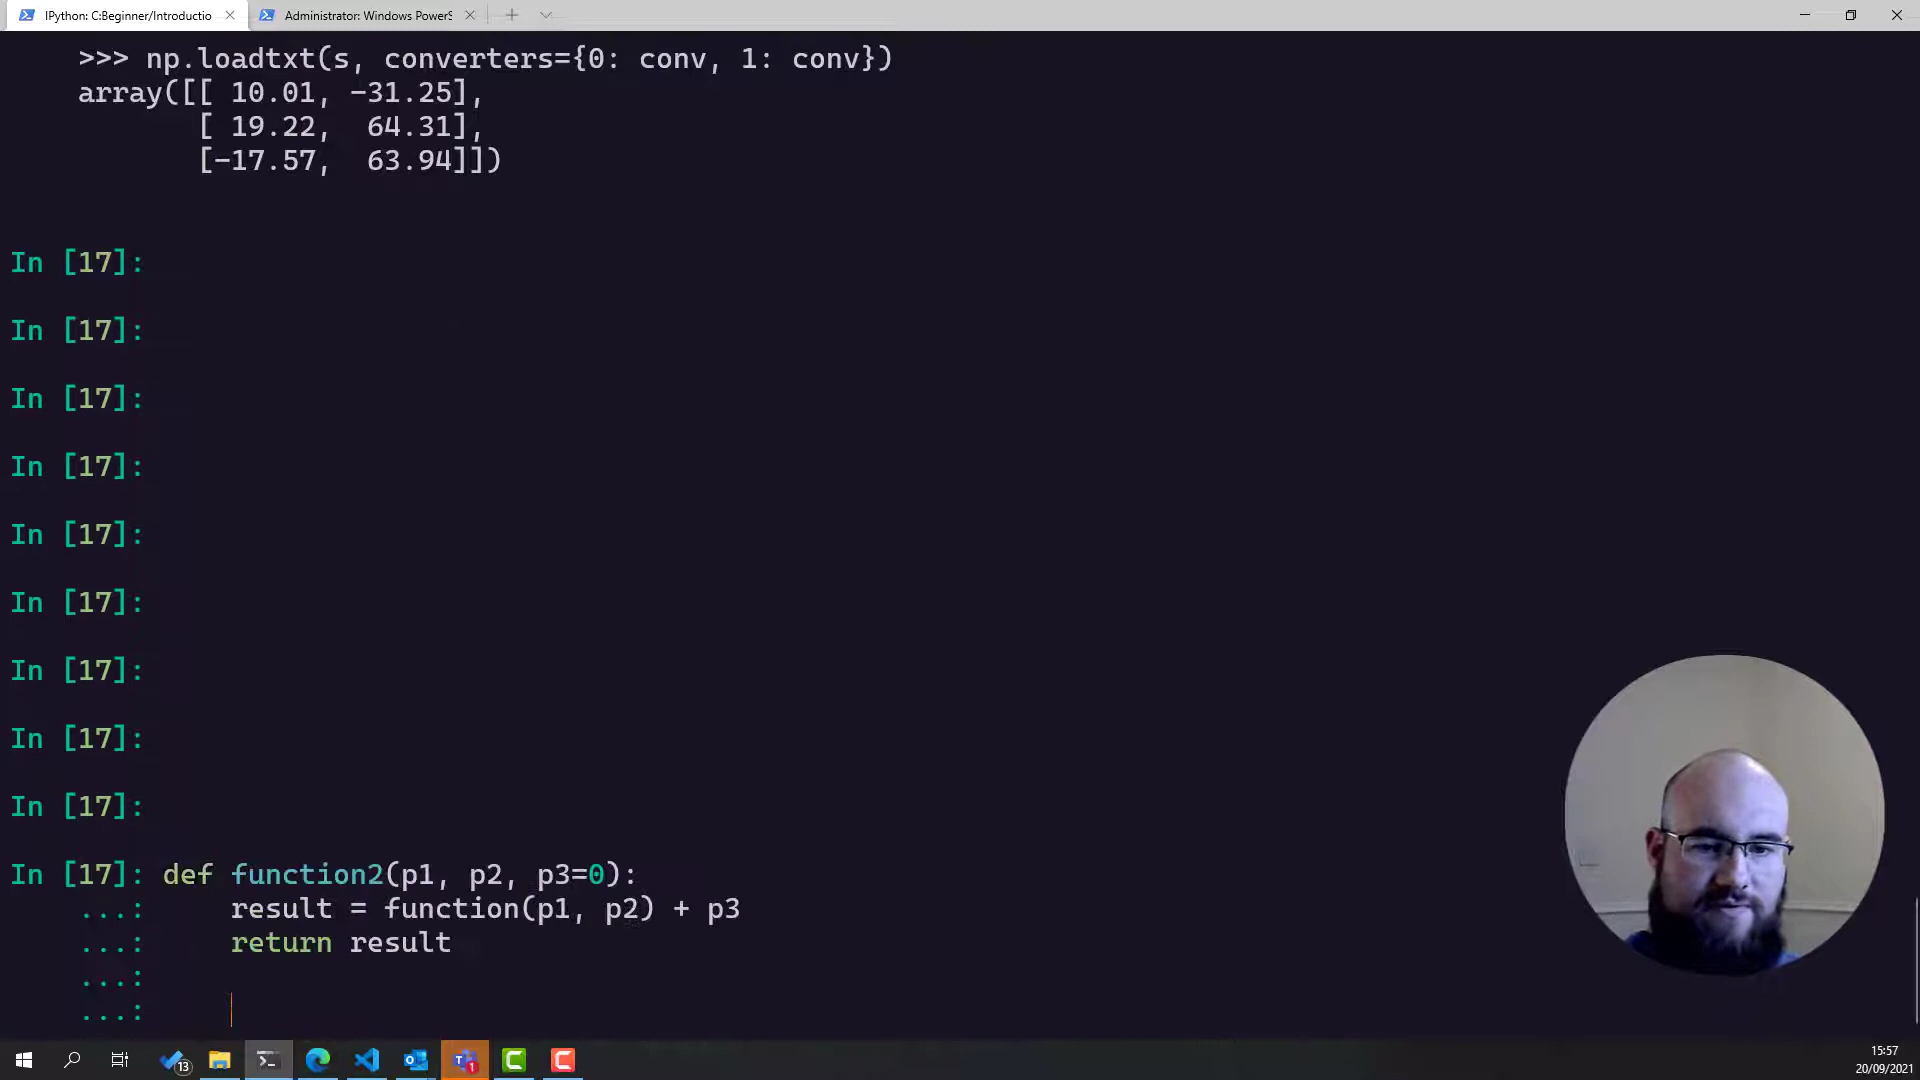 IPython: C:Beginner/Introductio
Administrator: Windows PowerS
>>> np.loadtxt(s, converters={0: conv, 1: conv})
array([[ 10.01, -31.25],
[ 19.22,  64.31],
[-17.57,  63.94]])
In [17]:
In [17]:
In [17]:
In [17]:
In [17]:
In [17]:
In [17]:
In [17]:
In [17]:
In [17]: def function2(p1, p2, p3=0):
...:     result = function(p1, p2) + p3
...:     return result
...:
...:
13
1
15:57
20/09/2021